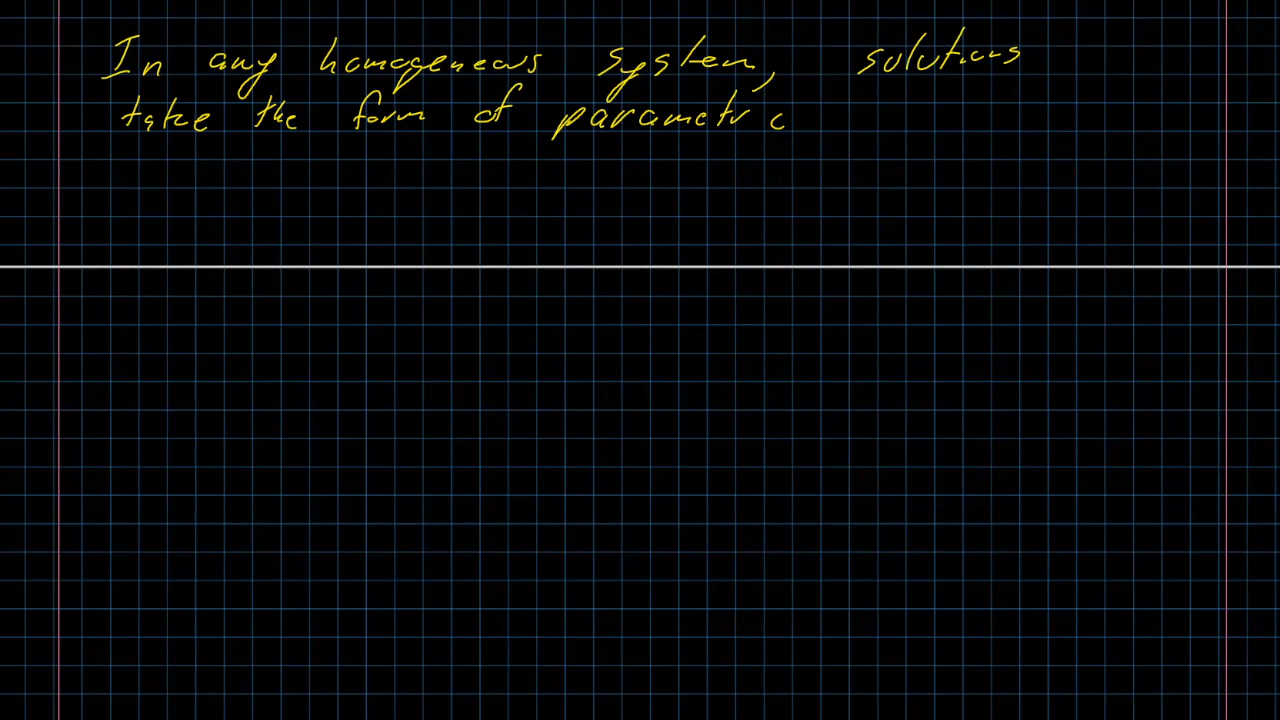 In any homogeneous system, solutions
take the form of parametric